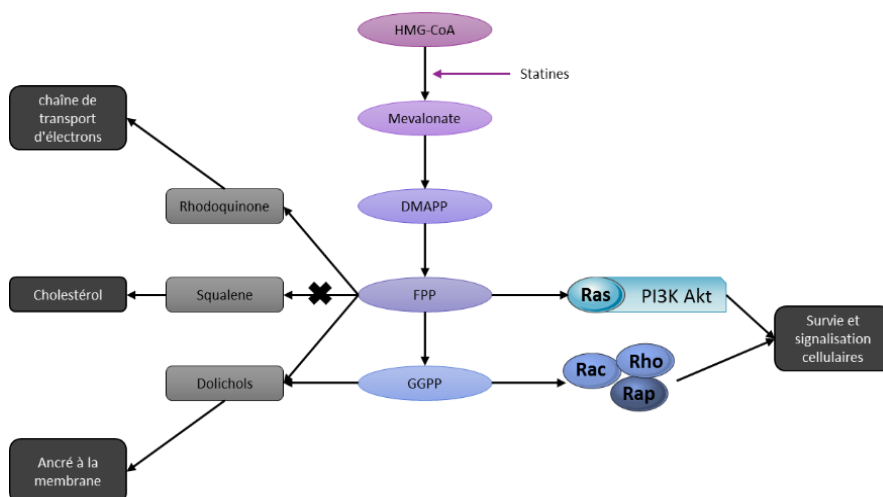 HMG-CoA
Statines
chaîne de
transport
d'électrons
Mevalonate
Rhodoquinone
DMAPP
Cholestérol
Squalene
FPP
Ras
PI3K Akt
Survie et
signalisation
cellulaires
Dolichols
GGPP
Rac
Rho
Rap
Ancré à la
membrane